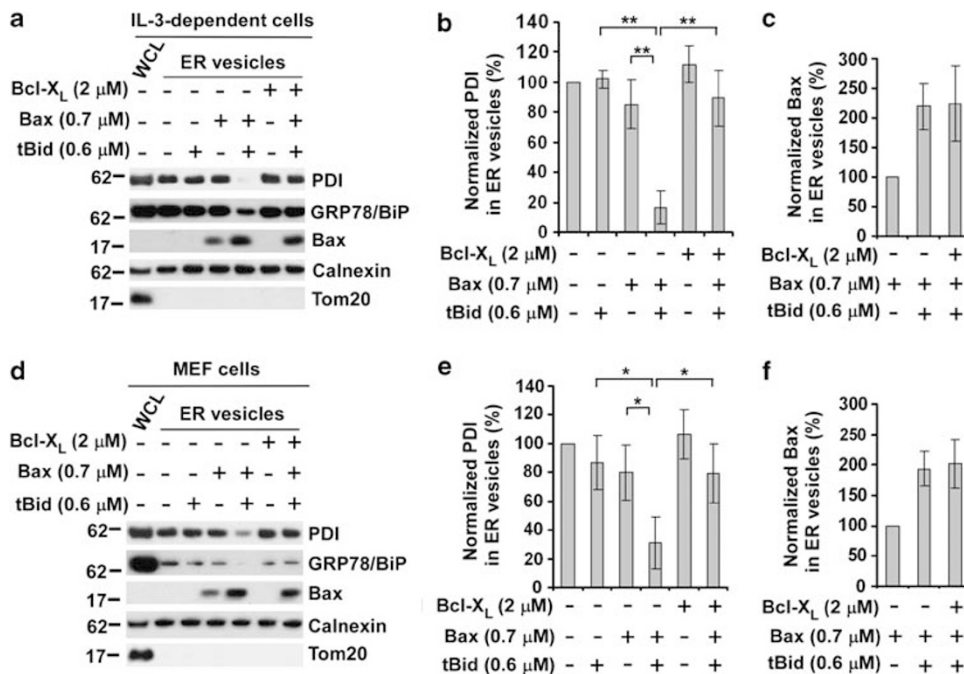 a
IL-3-dependent cells
WCL
ER vesicles
Bcl-XL (2 μM) – – – – – + +
Bax (0.7 μM) – – – + + – +
tBid (0.6 μM) – – + – + – +
62 PDI
62 GRP78/BiP
17 Bax
62 Calnexin
17 Tom20
b
Normalized PDI
in ER vesicles (%)
140
120
100
80
60
40
20
0
** **
**
Bcl-XL (2 μM) – – – – + +
Bax (0.7 μM) – – + + – +
tBid (0.6 μM) – + – + – +
c
Normalized Bax
in ER vesicles (%)
300
250
200
150
100
50
0
Bcl-XL (2 μM) – – +
Bax (0.7 μM) + + +
tBid (0.6 μM) – + +
d
MEF cells
WCL
ER vesicles
Bcl-XL (2 μM) – – – – – + +
Bax (0.7 μM) – – – + + – +
tBid (0.6 μM) – – + – + – +
62 PDI
62 GRP78/BiP
17 Bax
62 Calnexin
17 Tom20
e
Normalized PDI
in ER vesicles (%)
140
120
100
80
60
40
20
0
* *
*
Bcl-XL (2 μM) – – – – + +
Bax (0.7 μM) – – + + – +
tBid (0.6 μM) – + – + – +
f
Normalized Bax
in ER vesicles (%)
300
250
200
150
100
50
0
Bcl-XL (2 μM) – – +
Bax (0.7 μM) + + +
tBid (0.6 μM) – + +